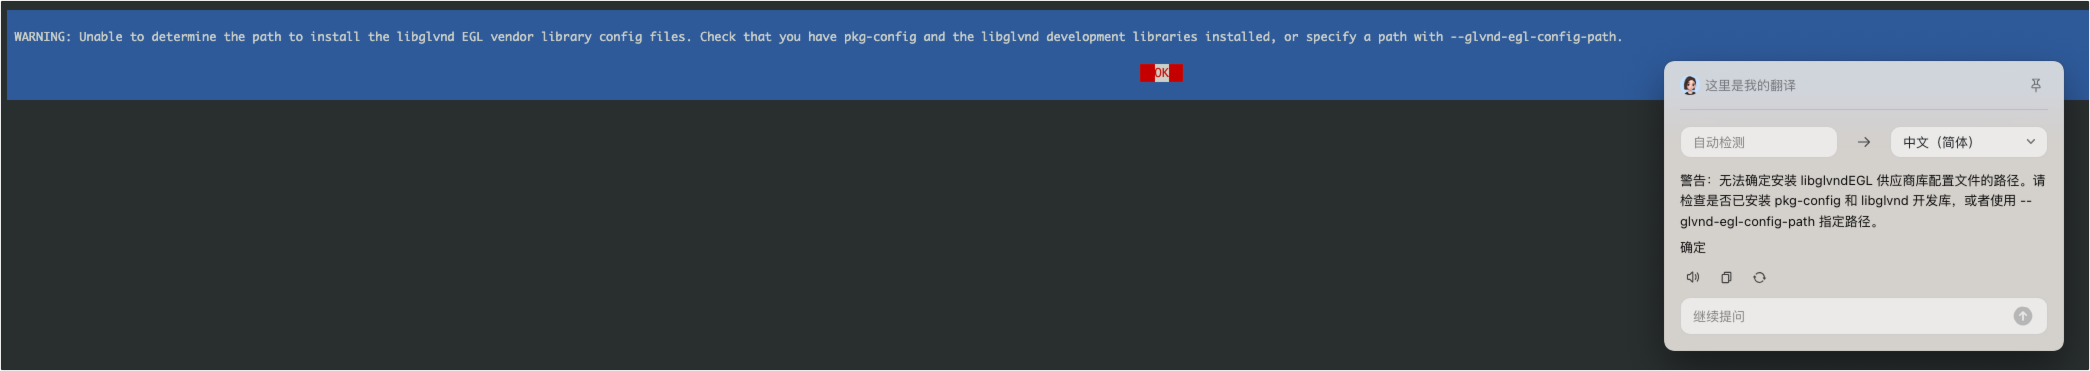 WARNING: Unable to determine the path to install the libglvnd EGL vendor library config files. Check that you have pkg-config and the libglvnd development libraries installed, or specify a path with --glvnd-egl-config-path.
OK
这里是我的翻译
自动检测 → 中文（简体）
警告：无法确定安装 libglvndEGL 供应商库配置文件的路径。请
检查是否已安装 pkg-config 和 libglvnd 开发库，或者使用 --
glvnd-egl-config-path 指定路径。
确定
继续提问